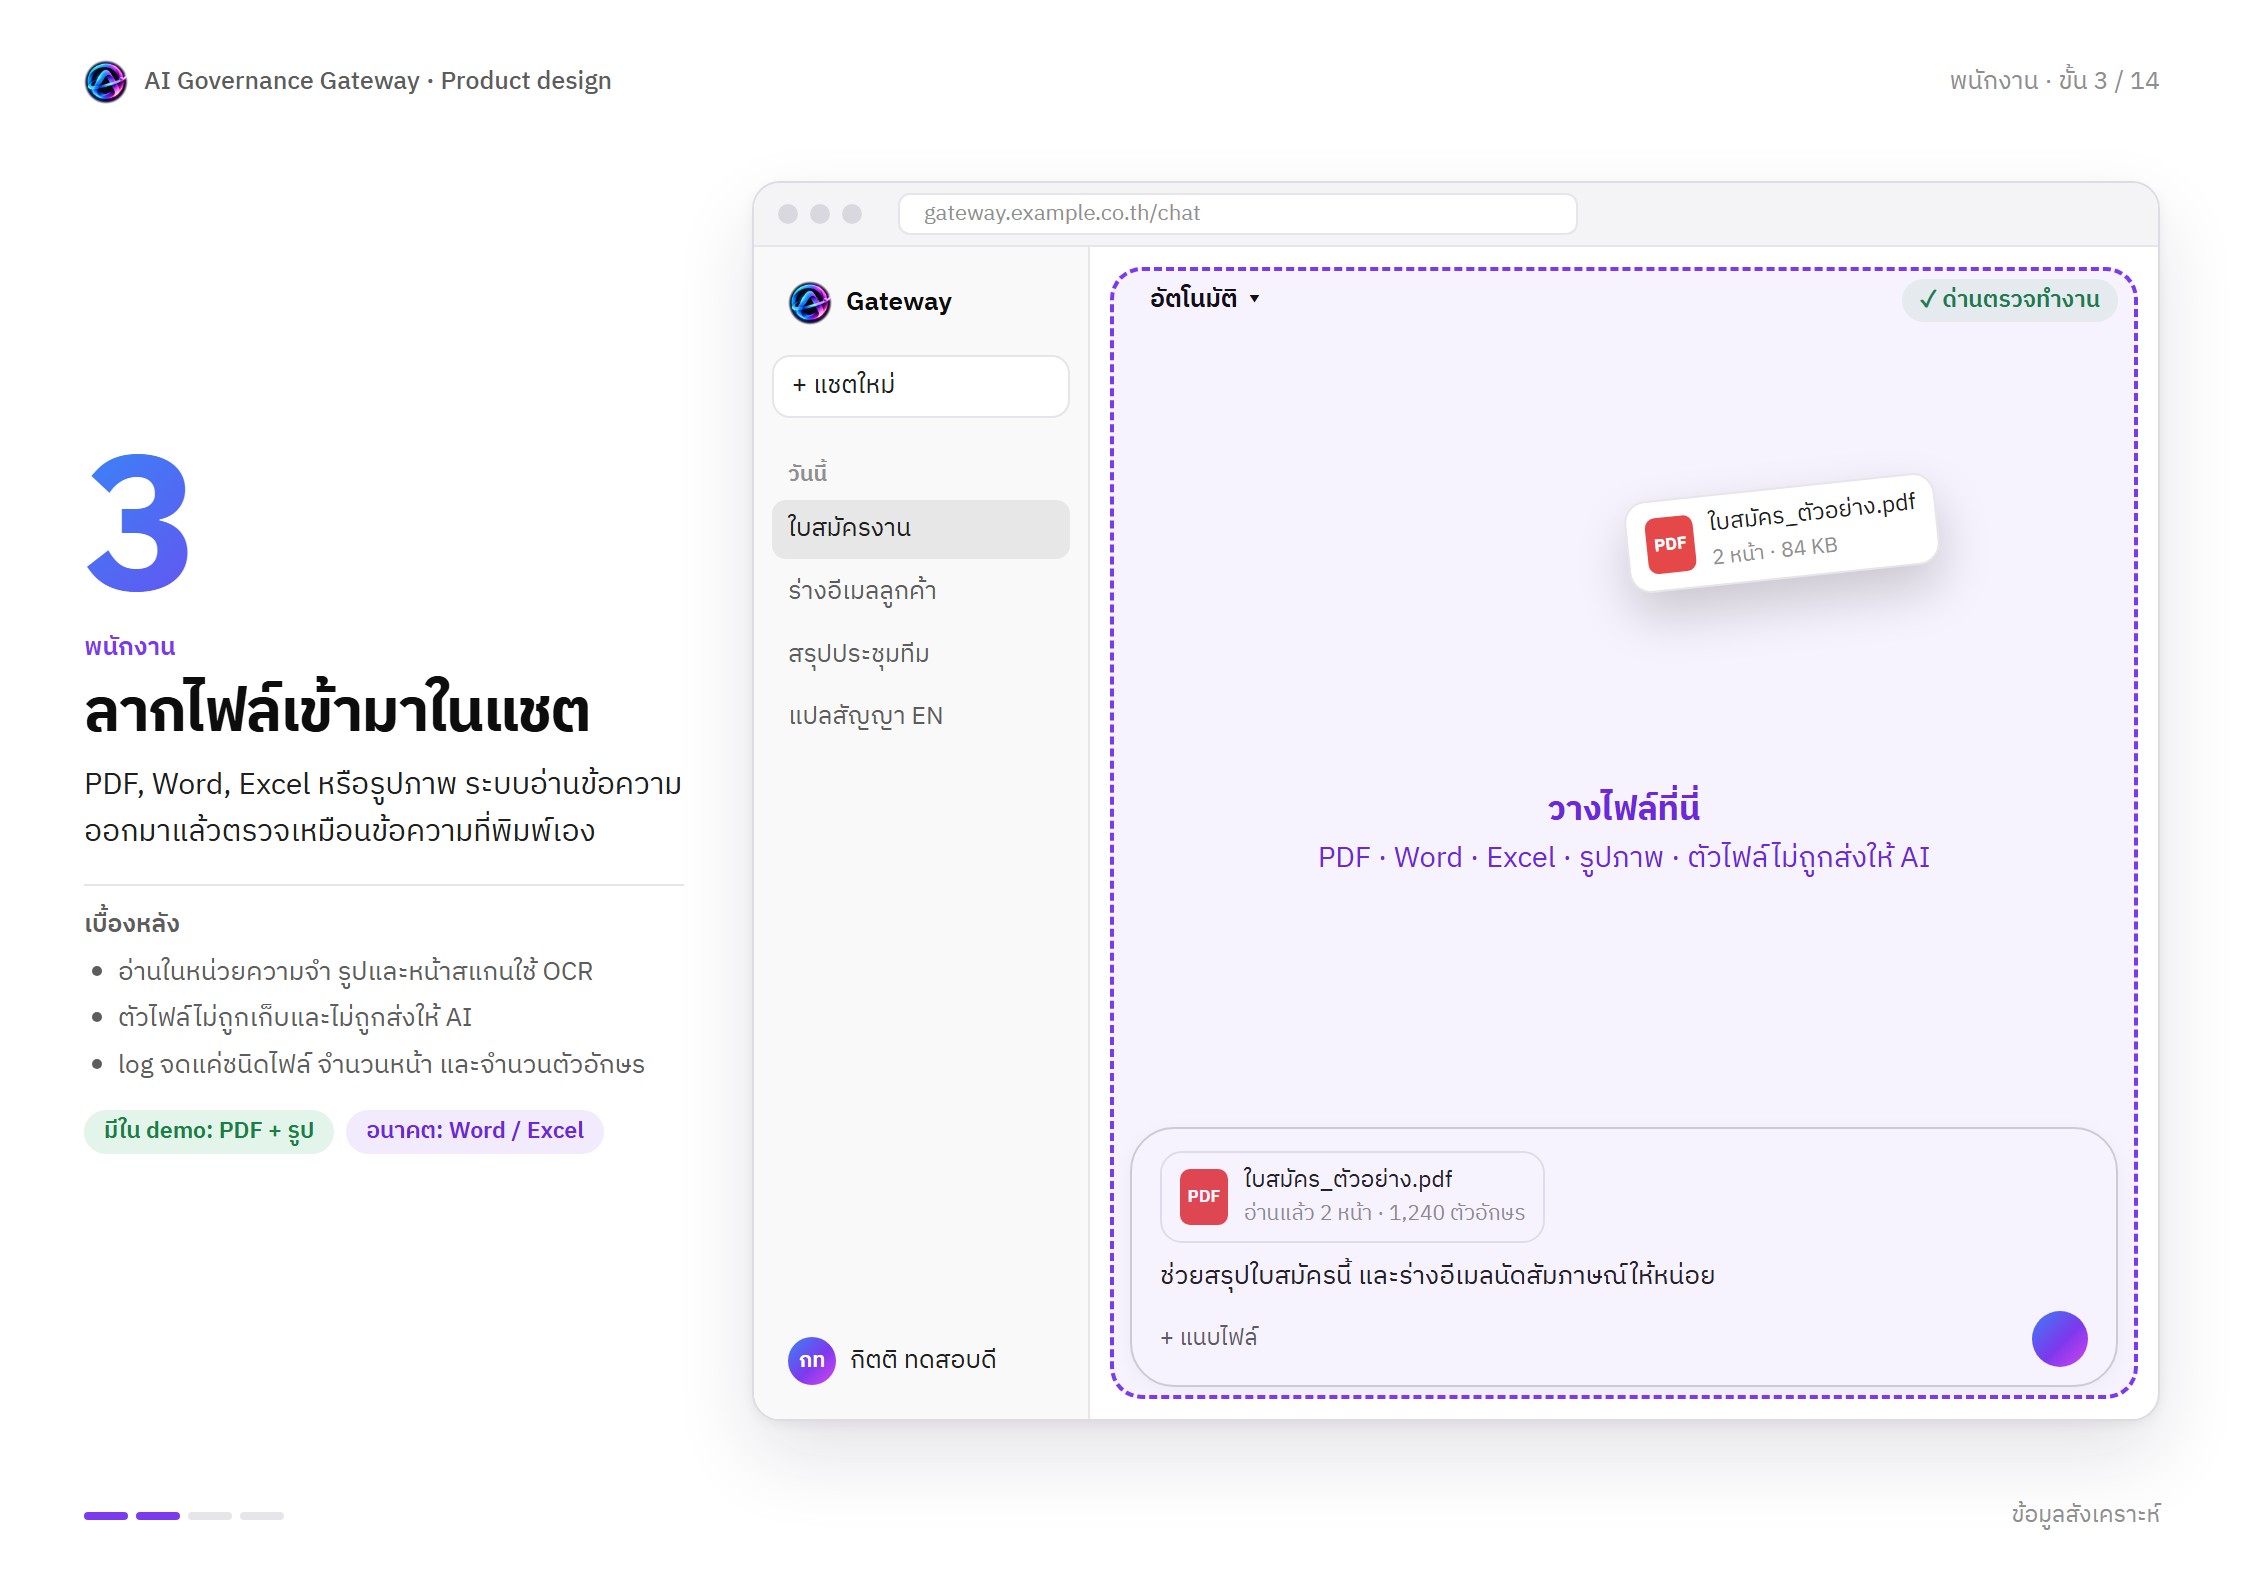 AI Governance Gateway · Product design
พนักงาน · ขั้น 3 / 14
3
พนักงาน
ลากไฟล์เข้ามาในแชต
PDF, Word, Excel หรือรูปภาพ ระบบอ่านข้อความ
ออกมาแล้วตรวจเหมือนข้อความที่พิมพ์เอง
เบื้องหลัง
• อ่านในหน่วยความจำ รูปและหน้าสแกนใช้ OCR
• ตัวไฟล์ไม่ถูกเก็บและไม่ถูกส่งให้ AI
• log จดแค่ชนิดไฟล์ จำนวนหน้า และจำนวนตัวอักษร
มีใน demo: PDF + รูป
อนาคต: Word / Excel
gateway.example.co.th/chat
Gateway
+ แชตใหม่
วันนี้
ใบสมัครงาน
ร่างอีเมลลูกค้า
สรุปประชุมทีม
แปลสัญญา EN
กท กิตติ ทดสอบดี
อัตโนมัติ ▾
✓ ด่านตรวจทำงาน
PDF
ใบสมัคร_ตัวอย่าง.pdf
2 หน้า · 84 KB
วางไฟล์ที่นี่
PDF · Word · Excel · รูปภาพ · ตัวไฟล์ไม่ถูกส่งให้ AI
PDF
ใบสมัคร_ตัวอย่าง.pdf
อ่านแล้ว 2 หน้า · 1,240 ตัวอักษร
ช่วยสรุปใบสมัครนี้ และร่างอีเมลนัดสัมภาษณ์ให้หน่อย
+ แนบไฟล์
ข้อมูลสังเคราะห์